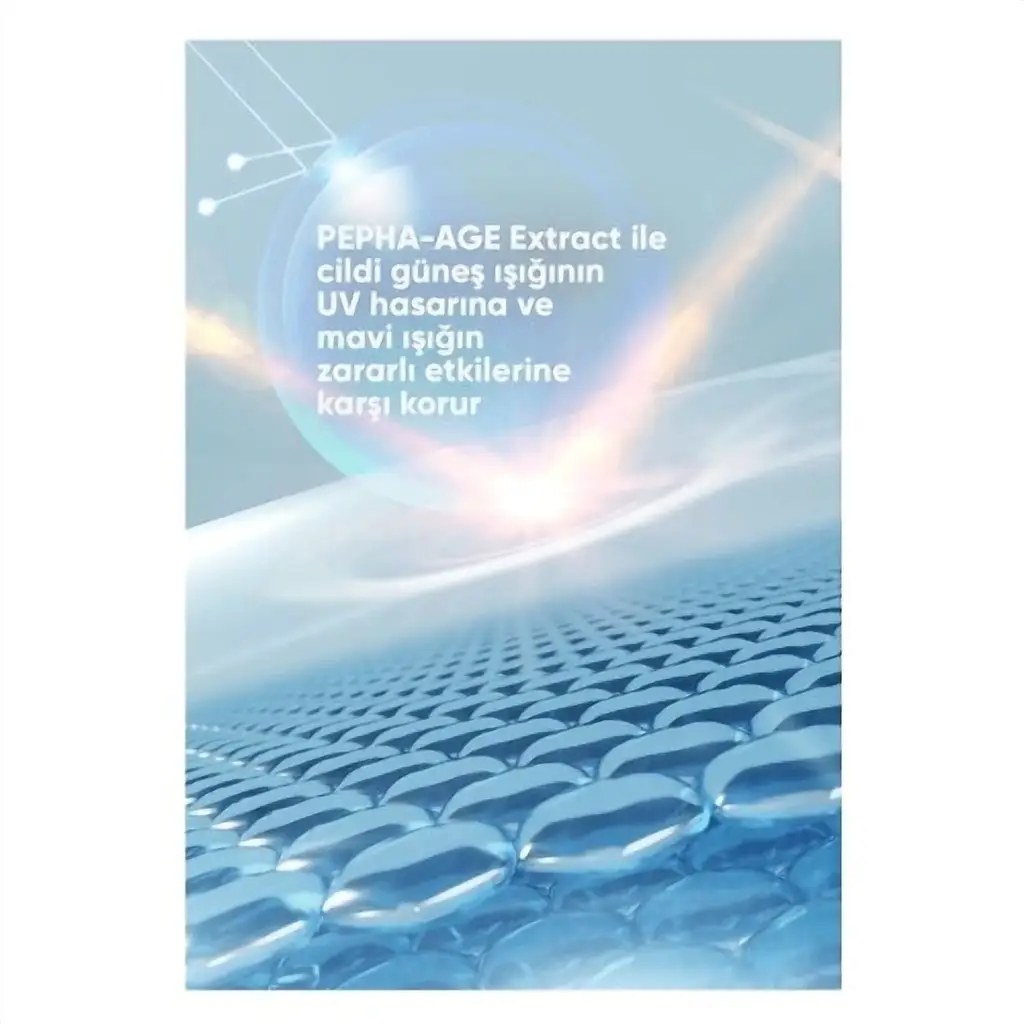 PEPHA-AGE Extract ile
cildi güneş ışığının
UV hasarına ve
mavi ışığın
zararlı etkilerine
karşı korur